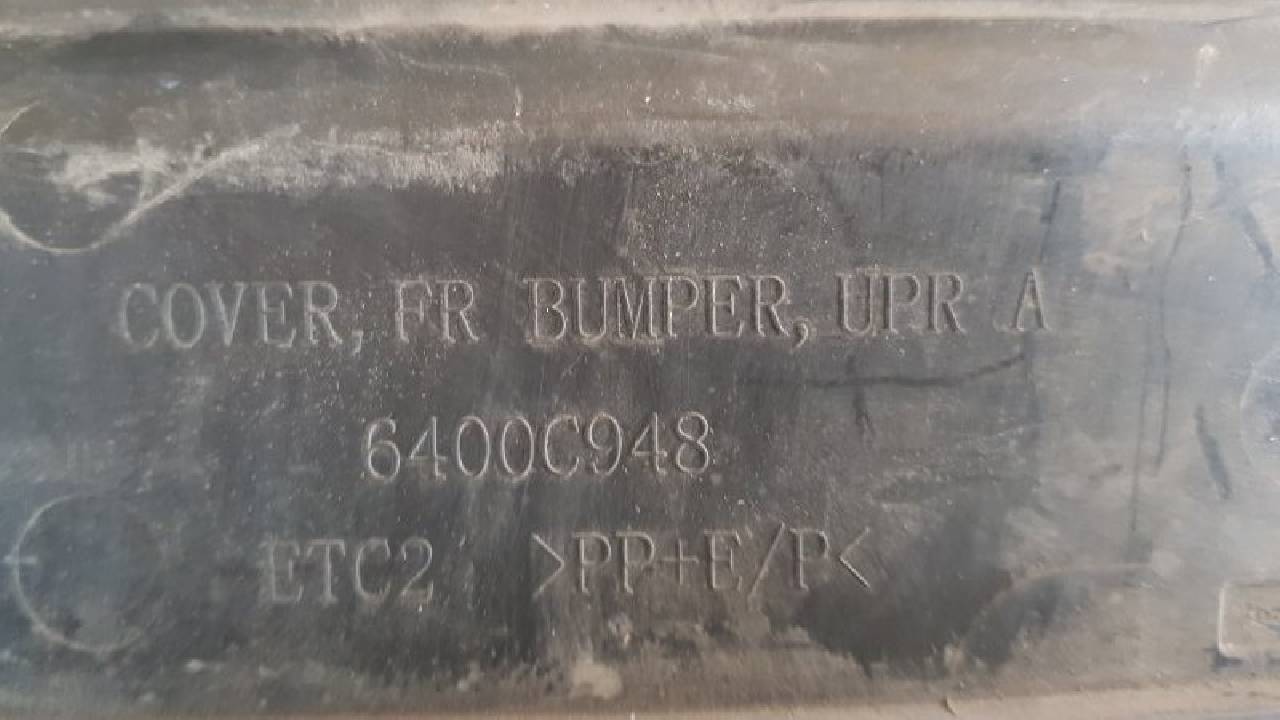 COVER, FR BUMPER, UPR A
6400C948
ETC2 >PP+E/P<